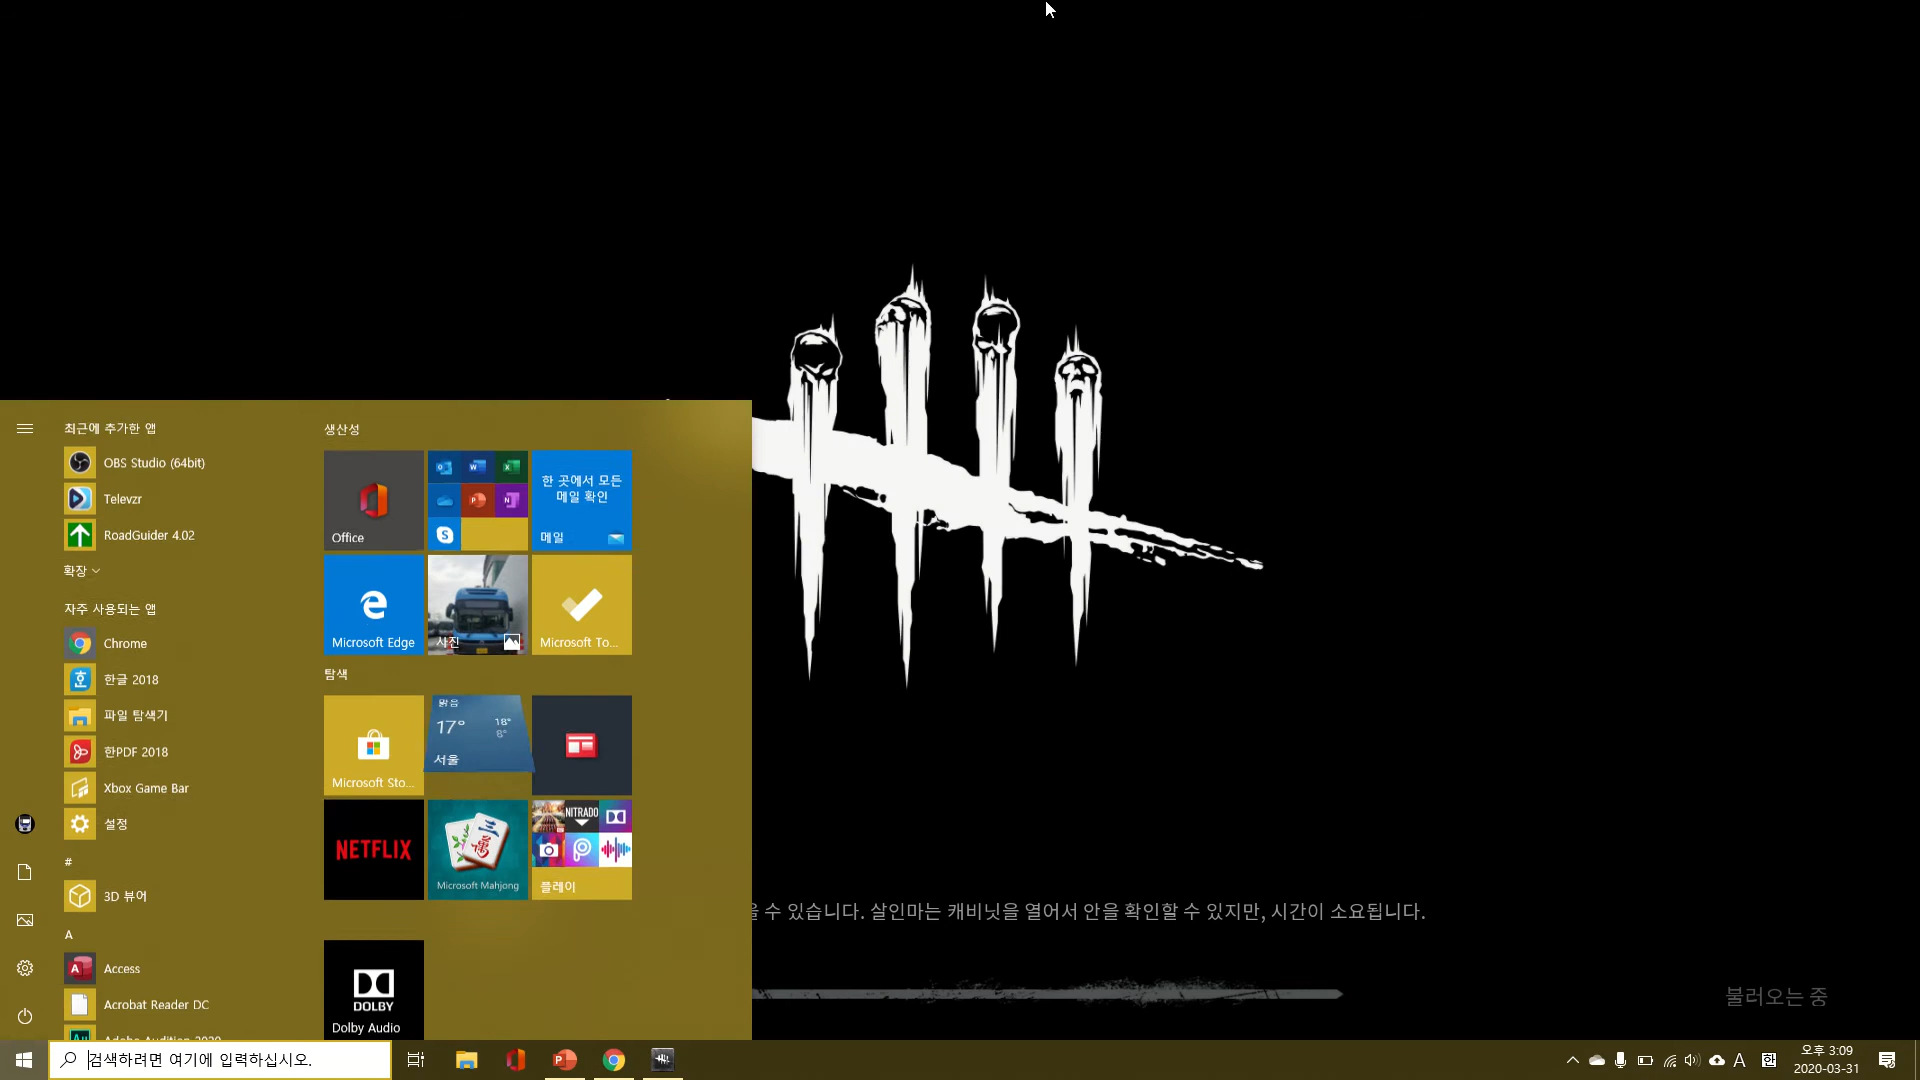 최근에 추가한 앱
OBS Studio (64bit)
Televzr
RoadGuider 4.02
확장
자주 사용되는 앱
Chrome
한글 2018
파일 탐색기
한PDF 2018
Xbox Game Bar
설정
#
3D 뷰어
A
Access
Acrobat Reader DC
Adobe Audition 2020
생산성
Office
한 곳에서 모든
메일 확인
메일
Microsoft Edge
사진
Microsoft To...
탐색
Microsoft Sto...
맑음
17°
18°
8°
서울
NETFLIX
Microsoft Mahjong
NITRADO
플레이
DOLBY
Dolby Audio
을 수 있습니다. 살인마는 캐비닛을 열어서 안을 확인할 수 있지만, 시간이 소요됩니다.
불러오는 중
검색하려면 여기에 입력하십시오.
A
한
오후 3:09
2020-03-31